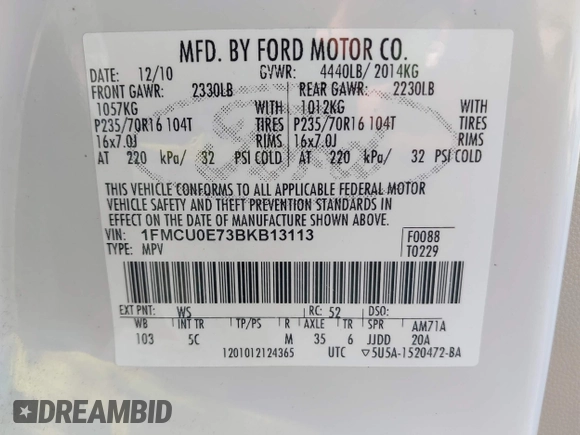 MFD. BY FORD MOTOR CO.
DATE: 12/10 GVWR: 4440LB/ 2014KG
FRONT GAWR: 2330LB REAR GAWR: 2230LB
1057KG WITH 1012KG WITH
P235/70R16 104T TIRES P235/70R16 104T TIRES
16x7.0J RIMS 16x7.0J RIMS
AT 220 kPa/ 32 PSI COLD AT 220 kPa/ 32 PSI COLD
Ford
THIS VEHICLE CONFORMS TO ALL APPLICABLE FEDERAL MOTOR
VEHICLE SAFETY AND THEFT PREVENTION STANDARDS IN
EFFECT ON THE DATE OF MANUFACTURE SHOWN ABOVE.
VIN: 1FMCU0E73BKB13113 F0088
TYPE: MPV T0229
EXT PNT: WS RC: 52 DSO:
WB INT TR TP/PS R AXLE TR SPR AM71A
103 5C M 35 6 JJDD 20A
1201012124365 UTC ▽5U5A-1520472-BA
DREAMBID